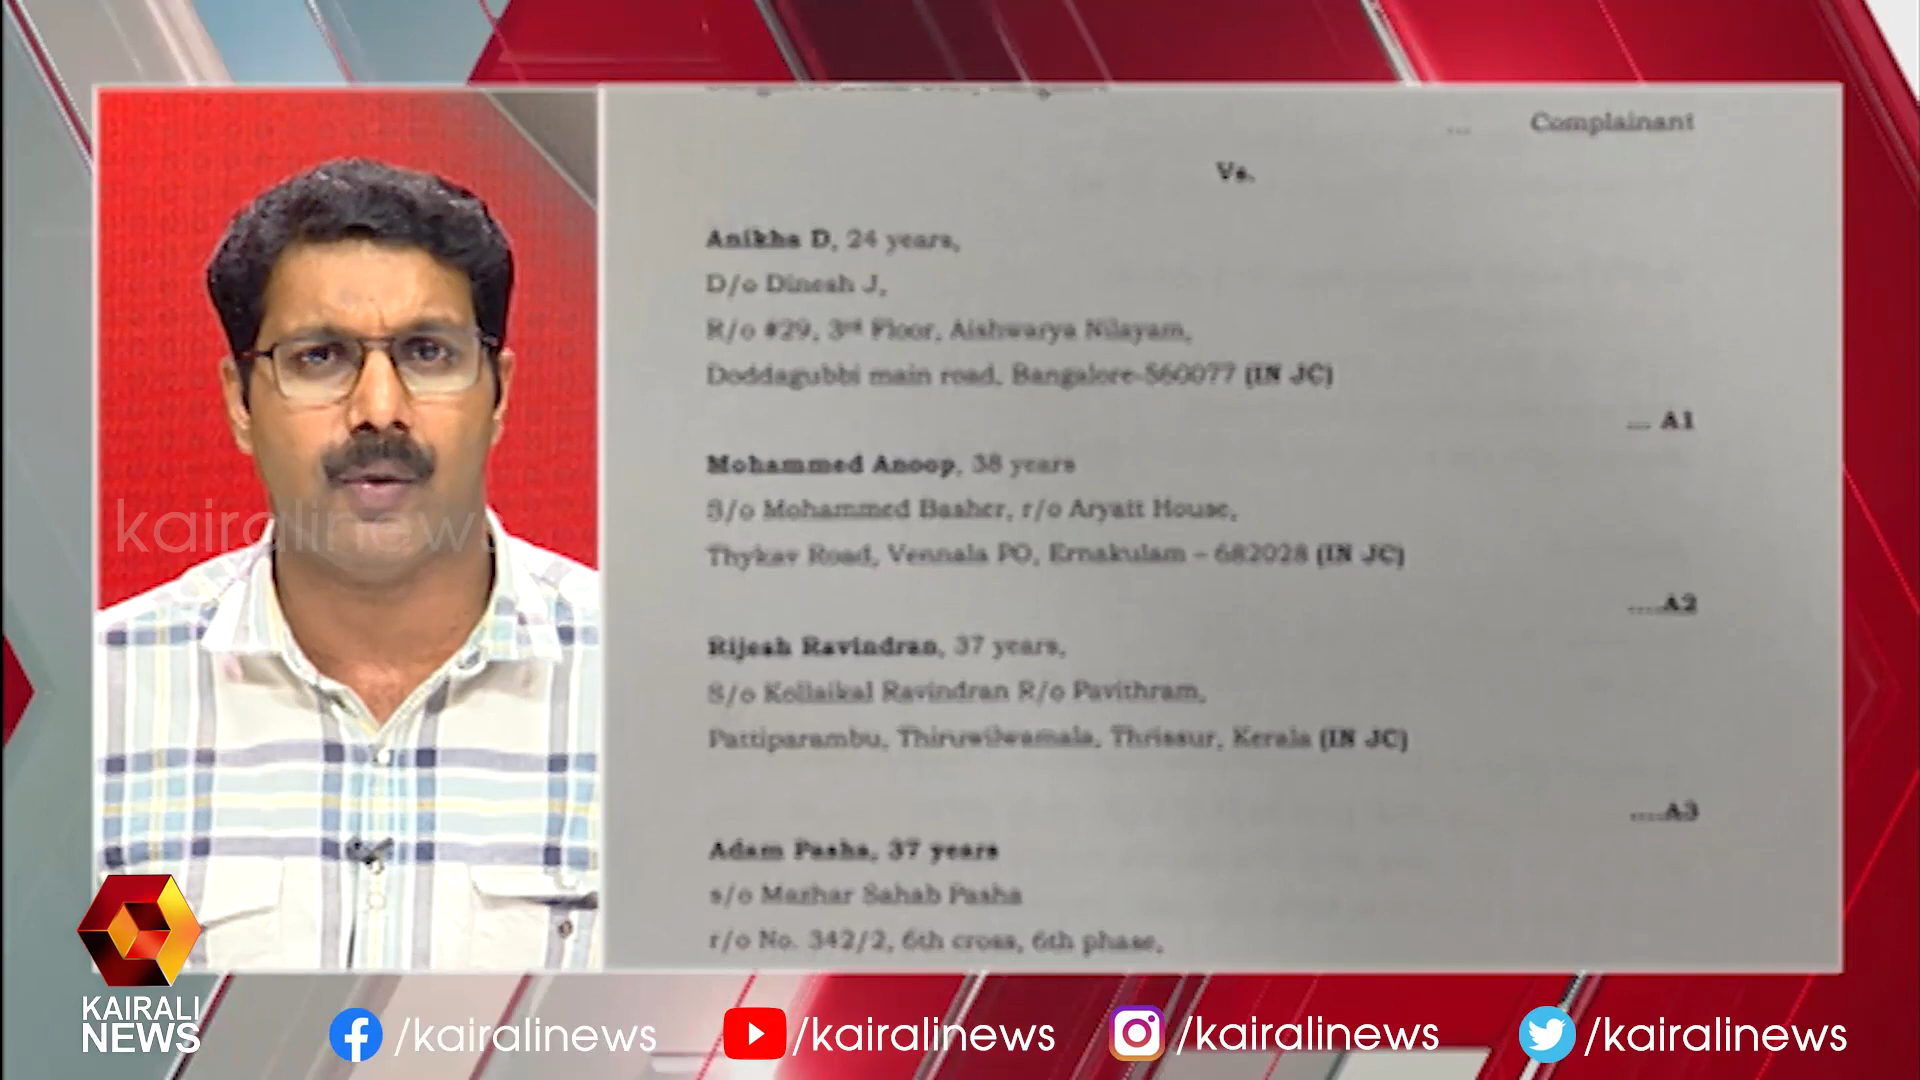 ... Complainant
Vs.
Anikha D, 24 years,
D/o Dinesh J,
R/o #29, 3rd Floor, Aishwarya Nilayam,
Doddagubbi main road, Bangalore-560077 (IN JC)
.... A1
Mohammed Anoop, 38 years
S/o Mohammed Basher, r/o Aryatt House,
Thykav Road, Vennala PO, Ernakulam – 682028 (IN JC)
....A2
Rijesh Ravindran, 37 years,
S/o Kollaikal Ravindran R/o Pavithram,
Pattiparambu, Thiruwilwamala, Thrissur, Kerala (IN JC)
....A3
Adam Pasha, 37 years
s/o Mazhar Sahab Pasha
r/o No. 342/2, 6th cross, 6th phase,
kairalinews
KAIRALI
NEWS
/kairalinews
/kairalinews
/kairalinews
/kairalinews